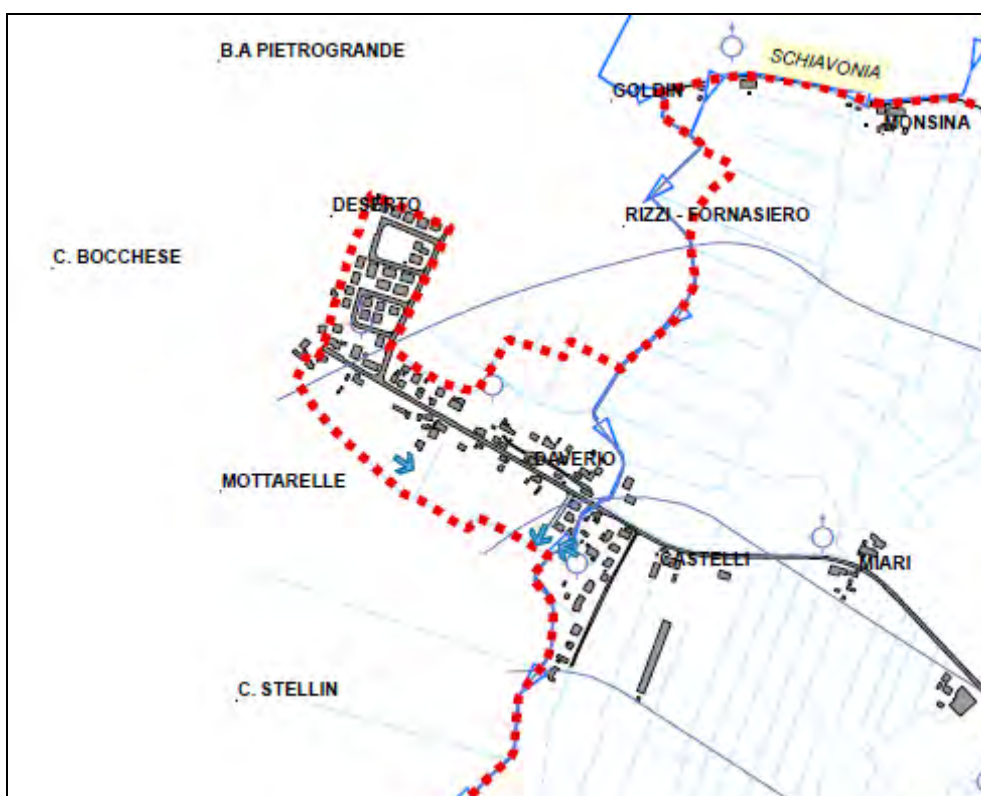 B.A PIETROGRANDE
SCHIAVONIA
GOLDIN
MONSINA
DESERTO
RIZZI - FORNASIERO
C. BOCCHESE
DAVERIO
MOTTARELLE
CASTELLI
MIARI
C. STELLIN